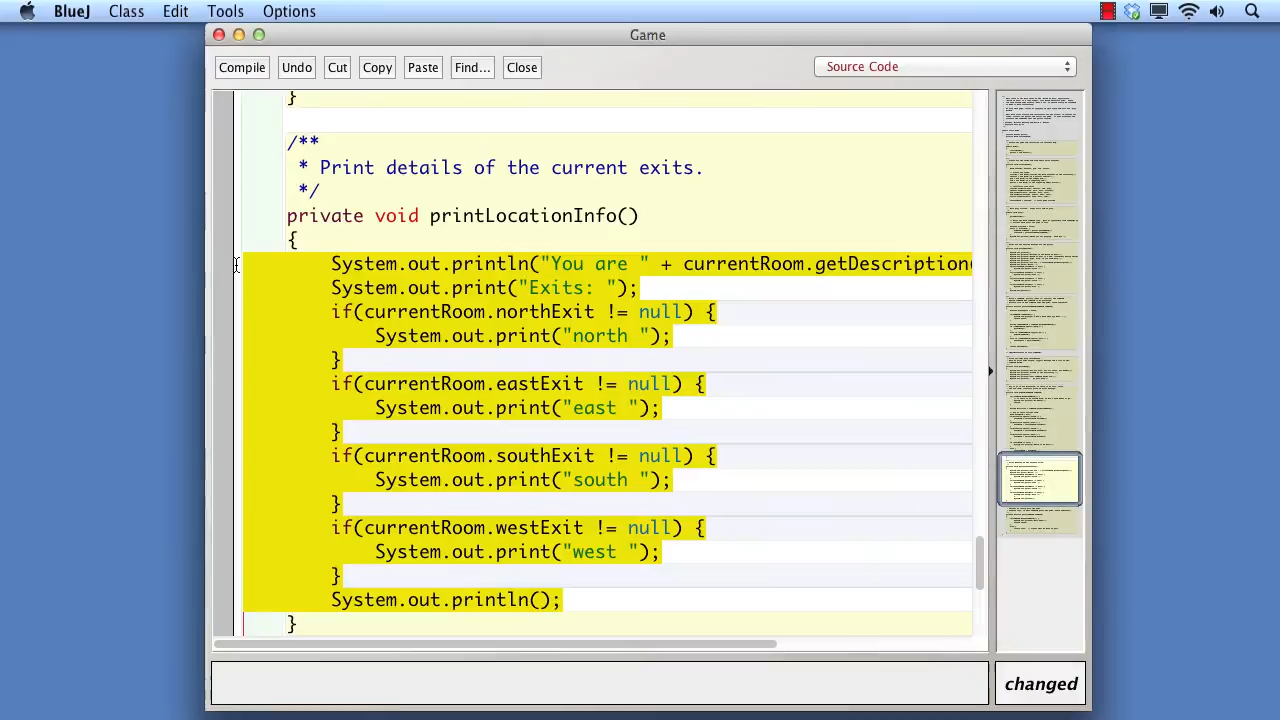 BlueJ Class Edit Tools Options
Game
Compile Undo Cut Copy Paste Find... Close Source Code
}
/**
* Print details of the current exits.
*/
private void printLocationInfo()
{
System.out.println("You are " + currentRoom.getDescription(
System.out.print("Exits: ");
if(currentRoom.northExit != null) {
System.out.print("north ");
}
if(currentRoom.eastExit != null) {
System.out.print("east ");
}
if(currentRoom.southExit != null) {
System.out.print("south ");
}
if(currentRoom.westExit != null) {
System.out.print("west ");
}
System.out.println();
}
changed